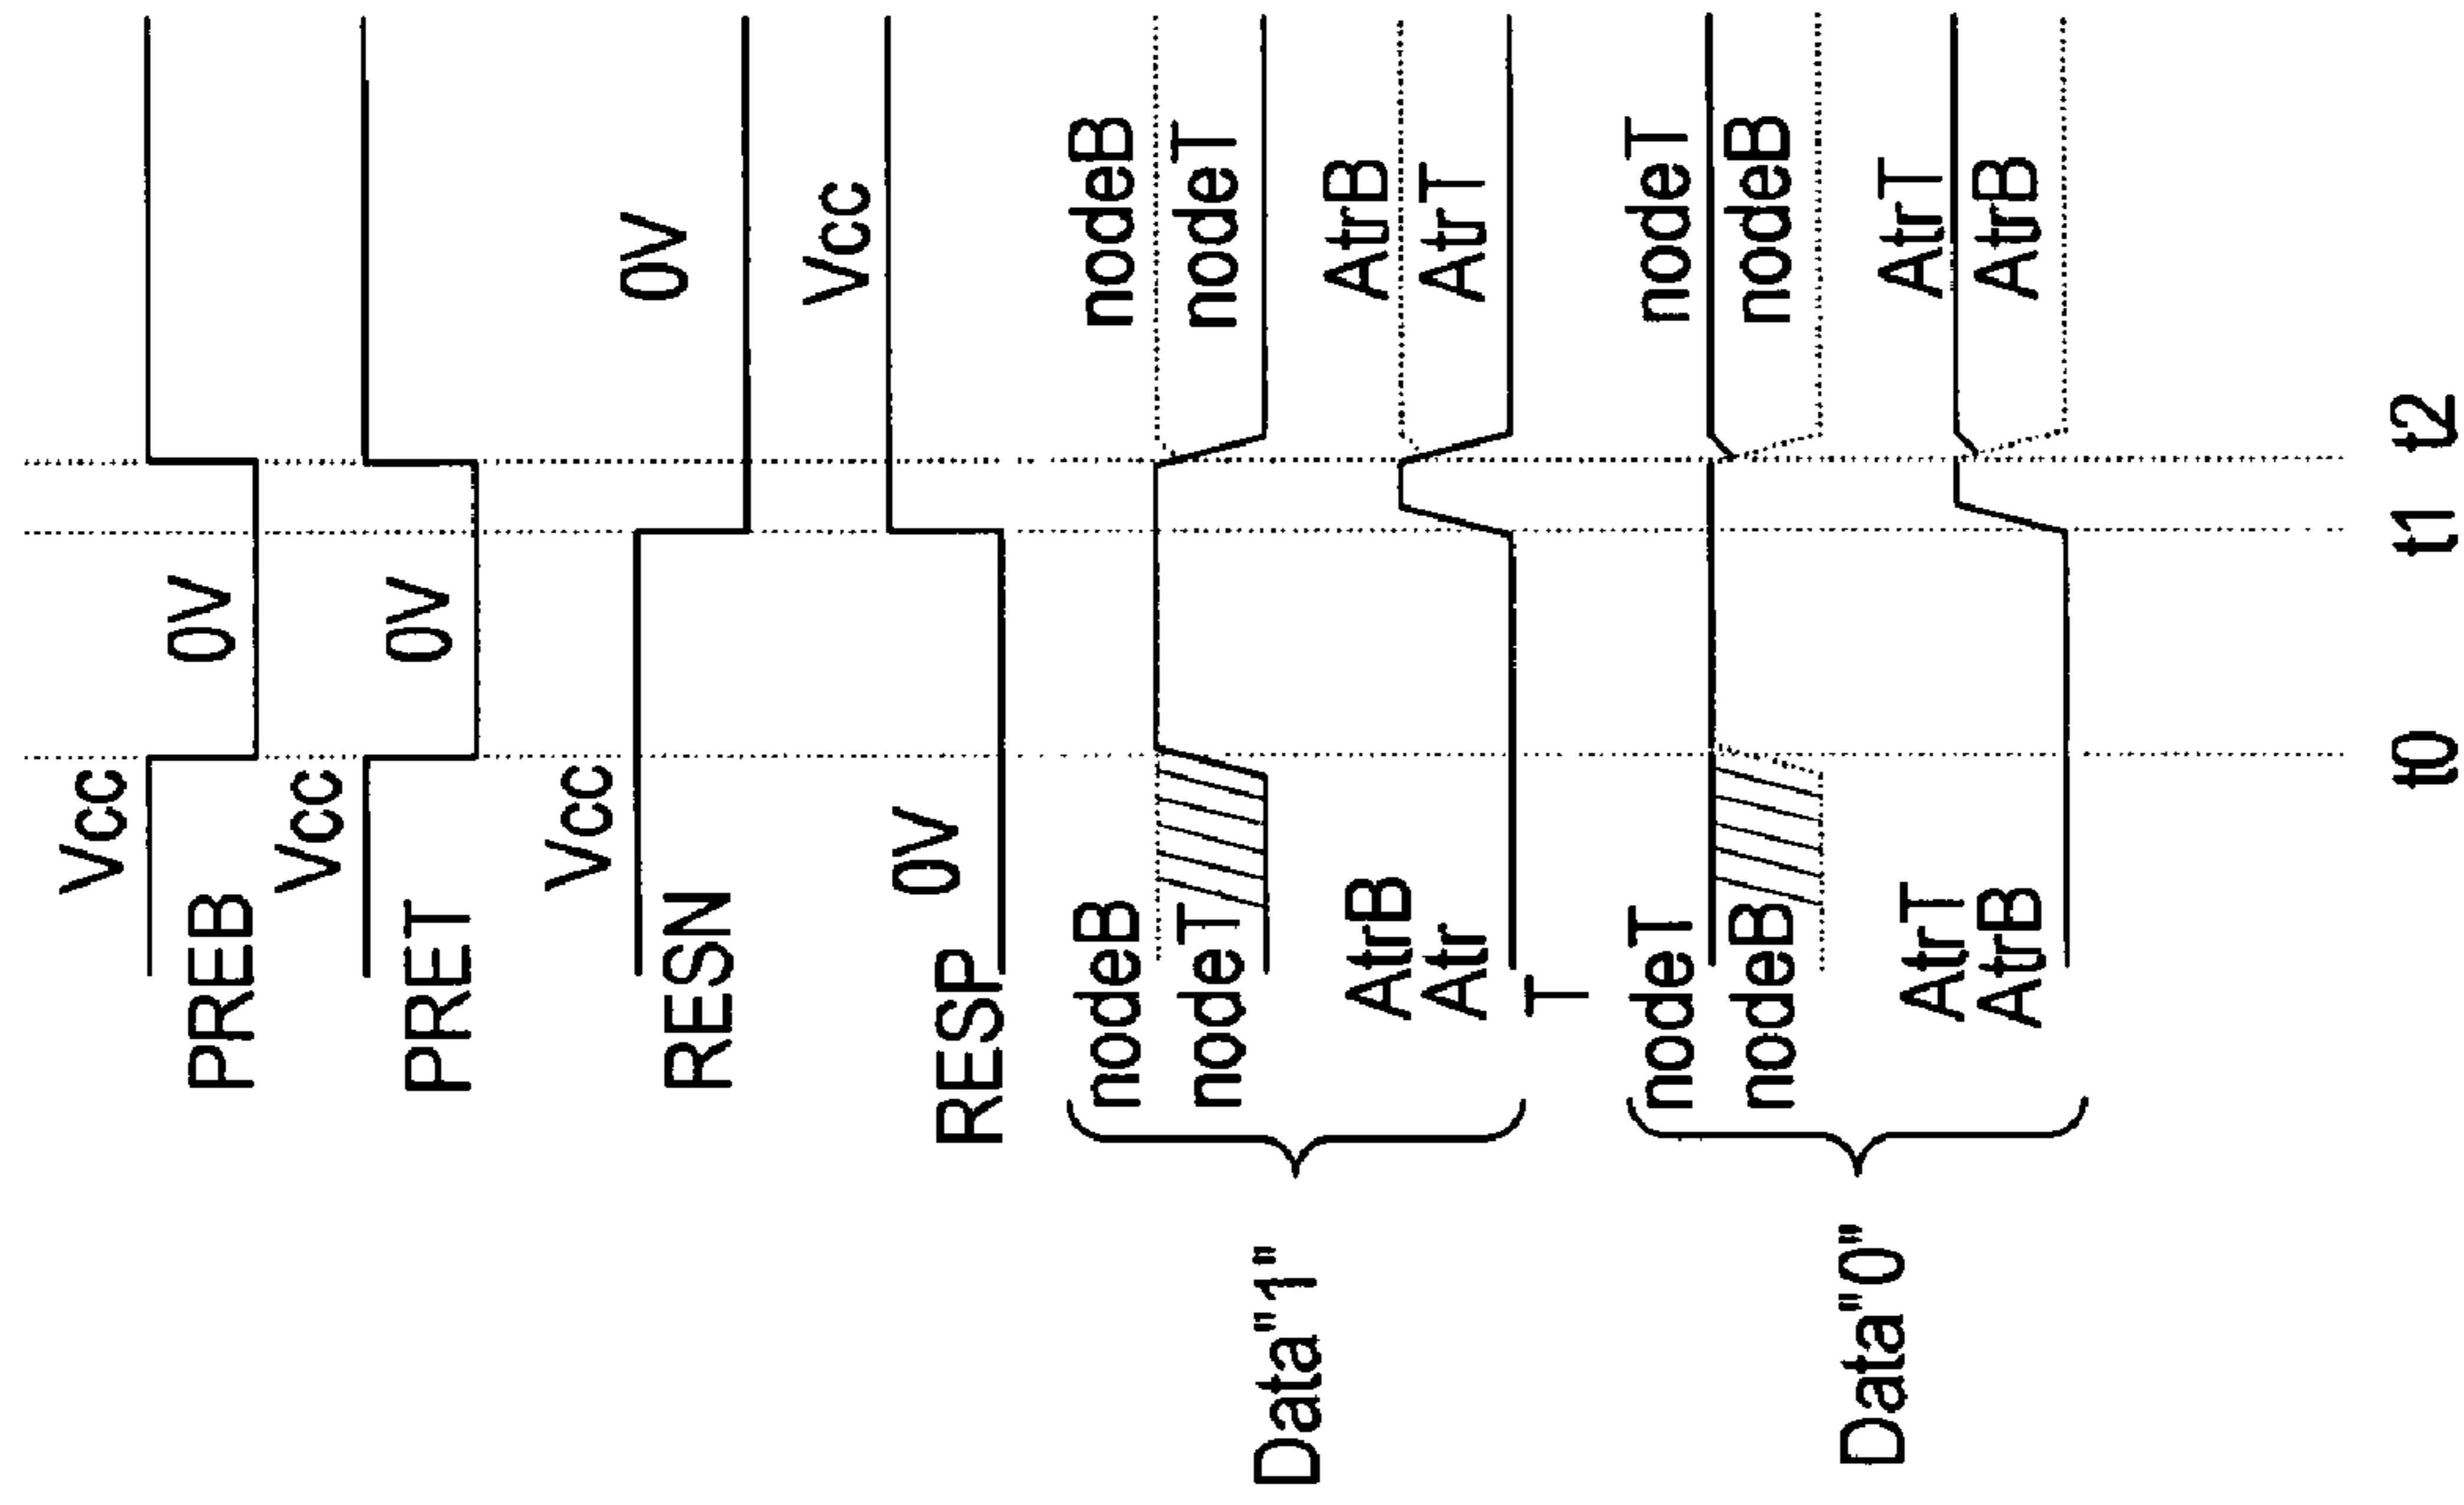 Vcc
0V
PREB
Vcc
0V
PRET
Vcc
0V
RESN
Vcc
0V
RESP
Data"1"
nodeB
nodeT
nodeB
nodeT
AtrB
Atr
T
AtrB
AtrT
Data"0"
nodeT
nodeB
nodeT
nodeB
AtrT
AtrB
AtrT
AtrB
t0
t1
t2